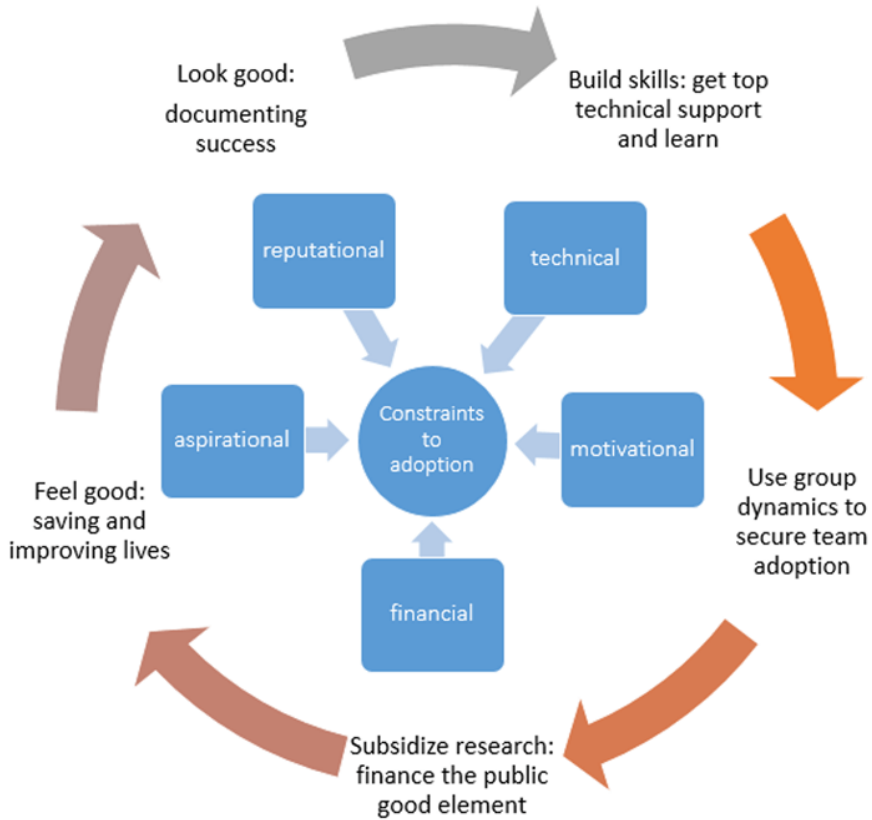 Look good:
documenting
success
Build skills: get top
technical support
and learn
reputational
technical
Constraints
to
adoption
aspirational
motivational
Feel good:
saving and
improving lives
Use group
dynamics to
secure team
adoption
financial
Subsidize research:
finance the public
good element